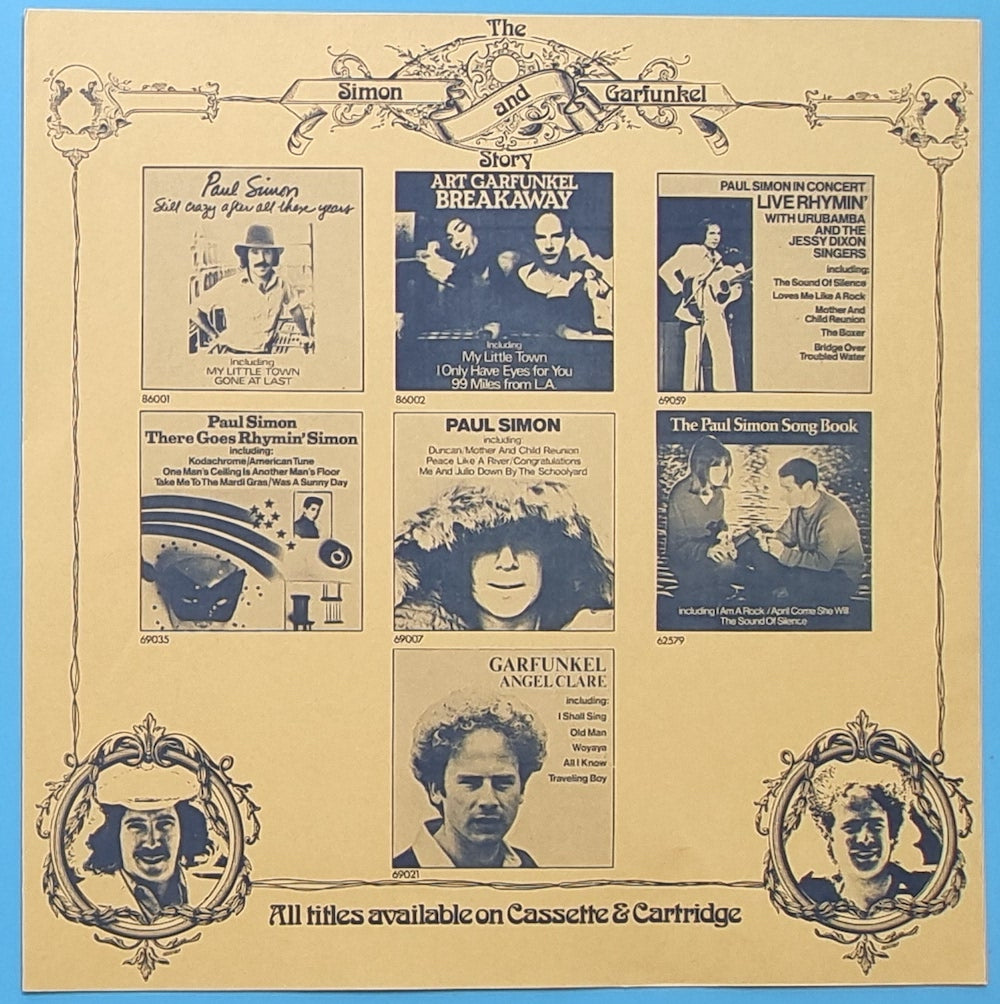 The
Simon and Garfunkel
Story
Paul Simon
Still crazy after all these years
Including
MY LITTLE TOWN
GONE AT LAST
86001
ART GARFUNKEL
BREAKAWAY
Including
My Little Town
I Only Have Eyes for You
99 Miles from L.A.
86002
PAUL SIMON IN CONCERT
LIVE RHYMIN'
WITH URUBAMBA
AND THE
JESSY DIXON
SINGERS
including:
The Sound Of Silence
Loves Me Like A Rock
Mother And
Child Reunion
The Boxer
Bridge Over
Troubled Water
69059
Paul Simon
There Goes Rhymin' Simon
including:
Kodachrome/American Tune
One Man's Ceiling Is Another Man's Floor
Take Me To The Mardi Gras/Was A Sunny Day
69035
PAUL SIMON
including
Duncan/Mother And Child Reunion
Peace Like A River/Congratulations
Me And Julio Down By The Schoolyard
69007
The Paul Simon Song Book
including I Am A Rock / April Come She Will
The Sound Of Silence
62579
GARFUNKEL
ANGEL CLARE
including:
I Shall Sing
Old Man
Woyaya
All I Know
Traveling Boy
69021
All titles available on Cassette & Cartridge